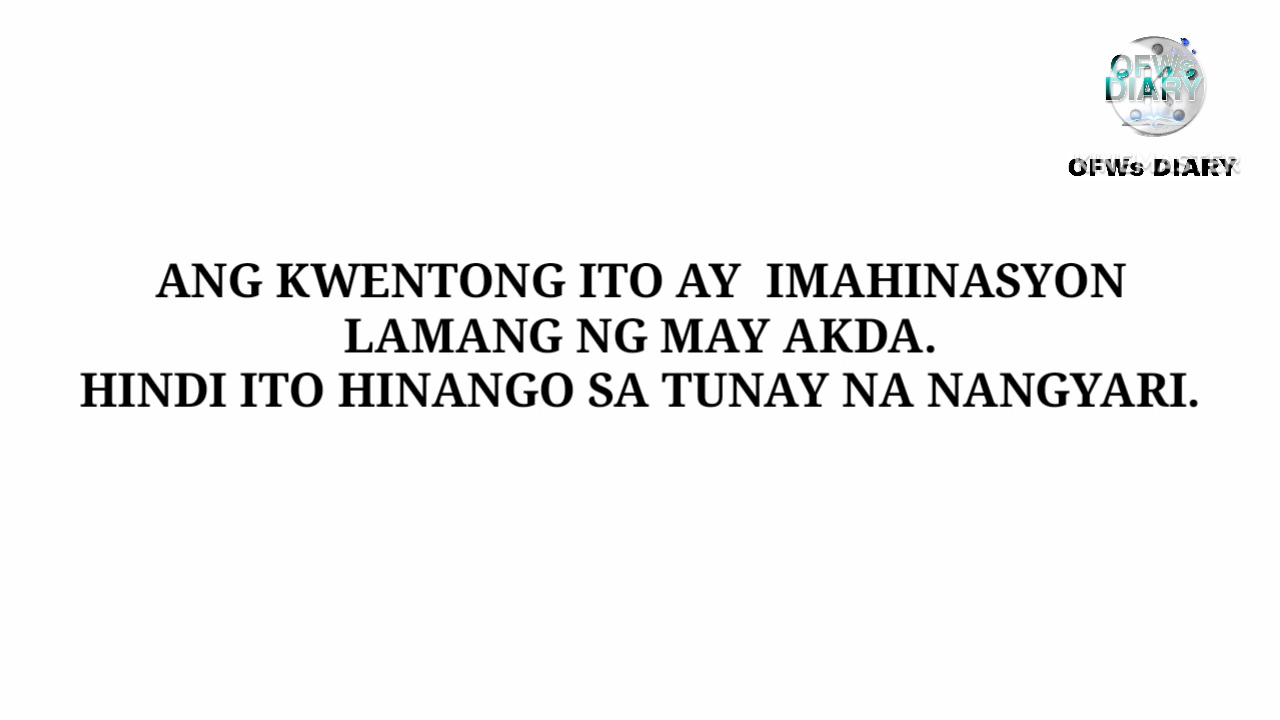 OFWs
DIARY
OFWs DIARY
ANG KWENTONG ITO AY  IMAHINASYON
LAMANG NG MAY AKDA.
HINDI ITO HINANGO SA TUNAY NA NANGYARI.